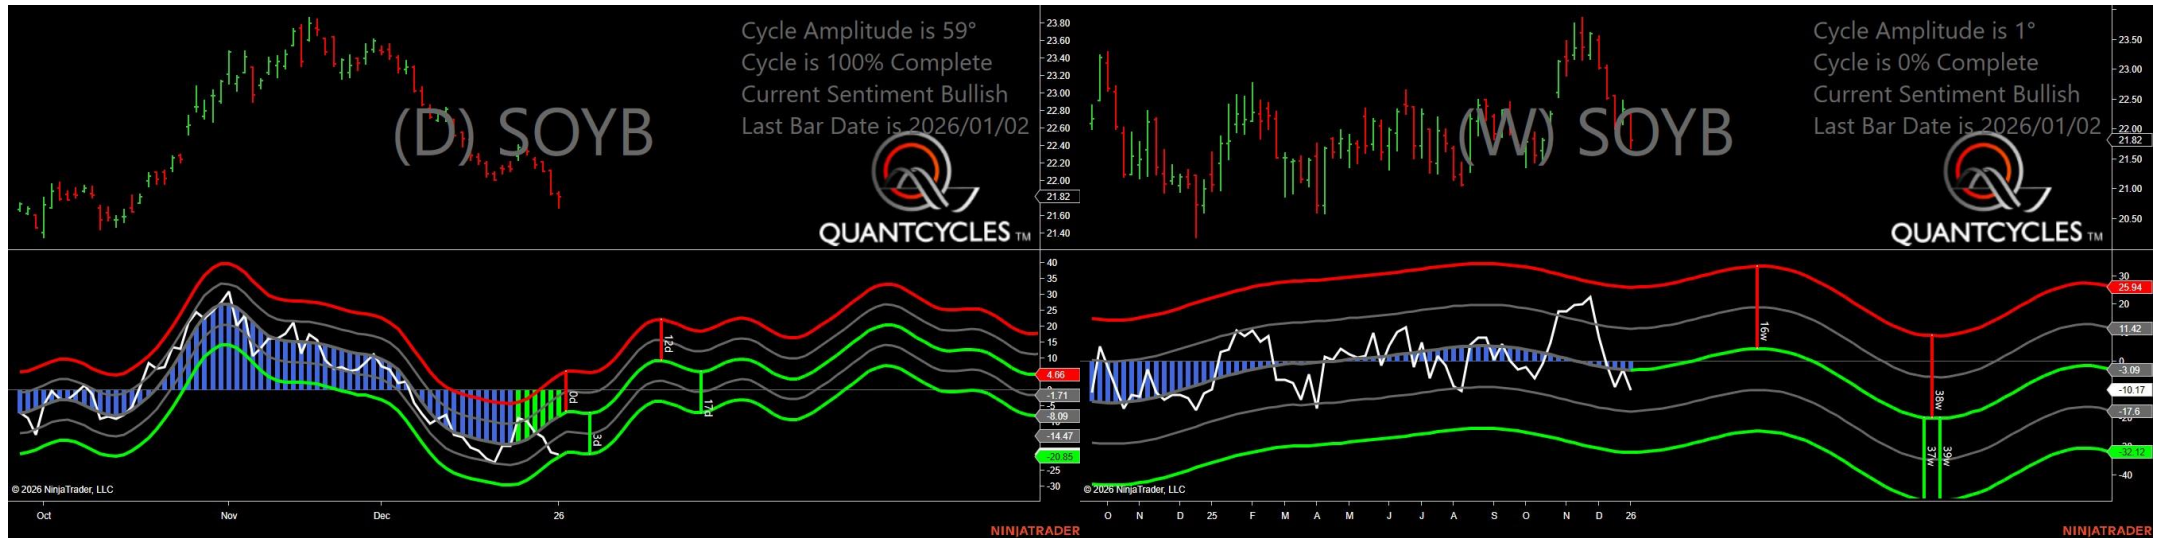 Cycle Amplitude is 59°
Cycle is 100% Complete
Current Sentiment Bullish
Last Bar Date is 2026/01/02
(D) SOYB
QUANTCYCLES TM
23.80
23.60
23.40
23.20
23.00
22.80
22.60
22.40
22.20
22.00
21.82
21.60
21.40
40
35
30
25
20
15
10
4.66
-1.71
-5
-8.09
-14.47
-20.85
-25
-30
0d
3d
12d
17d
© 2026 NinjaTrader, LLC
Oct Nov Dec 26
NINJATRADER
Cycle Amplitude is 1°
Cycle is 0% Complete
Current Sentiment Bullish
Last Bar Date is 2026/01/02
(W) SOYB
QUANTCYCLES TM
23.50
23.00
22.50
22.00
21.82
21.50
21.00
20.50
30
25.94
20
11.42
0
-3.09
-10.17
-17.6
-32.12
-40
16w
38w
37w
39w
© 2026 NinjaTrader, LLC
O N D 25 F M A M J J A S O N D 26
NINJATRADER